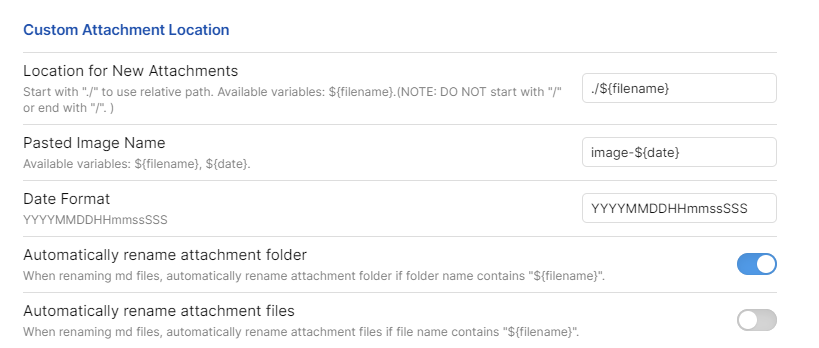 Custom Attachment Location
Location for New Attachments
Start with "./" to use relative path. Available variables: ${filename}.(NOTE: DO NOT start with "/"
or end with "/". )
./${filename}
Pasted Image Name
Available variables: ${filename}, ${date}.
image-${date}
Date Format
YYYYMMDDHHmmssSSS
YYYYMMDDHHmmssSSS
Automatically rename attachment folder
When renaming md files, automatically rename attachment folder if folder name contains "${filename}".
Automatically rename attachment files
When renaming md files, automatically rename attachment files if file name contains "${filename}".